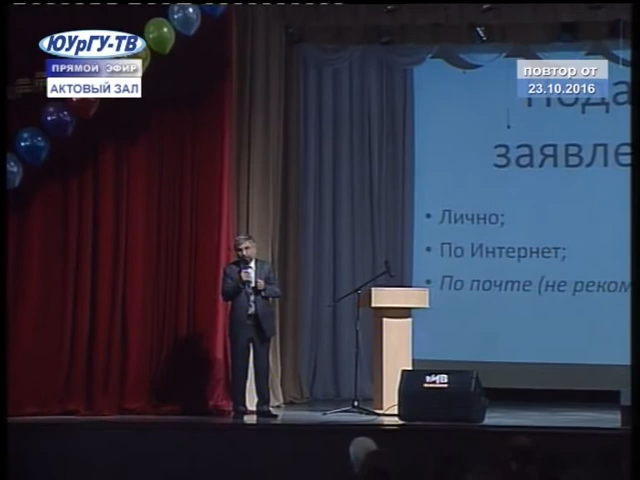 ЮУрГУ-ТВ
ПРЯМОЙ ЭФИР
АКТОВЫЙ ЗАЛ
ПОВТОР ОТ
23.10.2016
заявле
• Лично;
• По Интернет;
• По почте (не реком